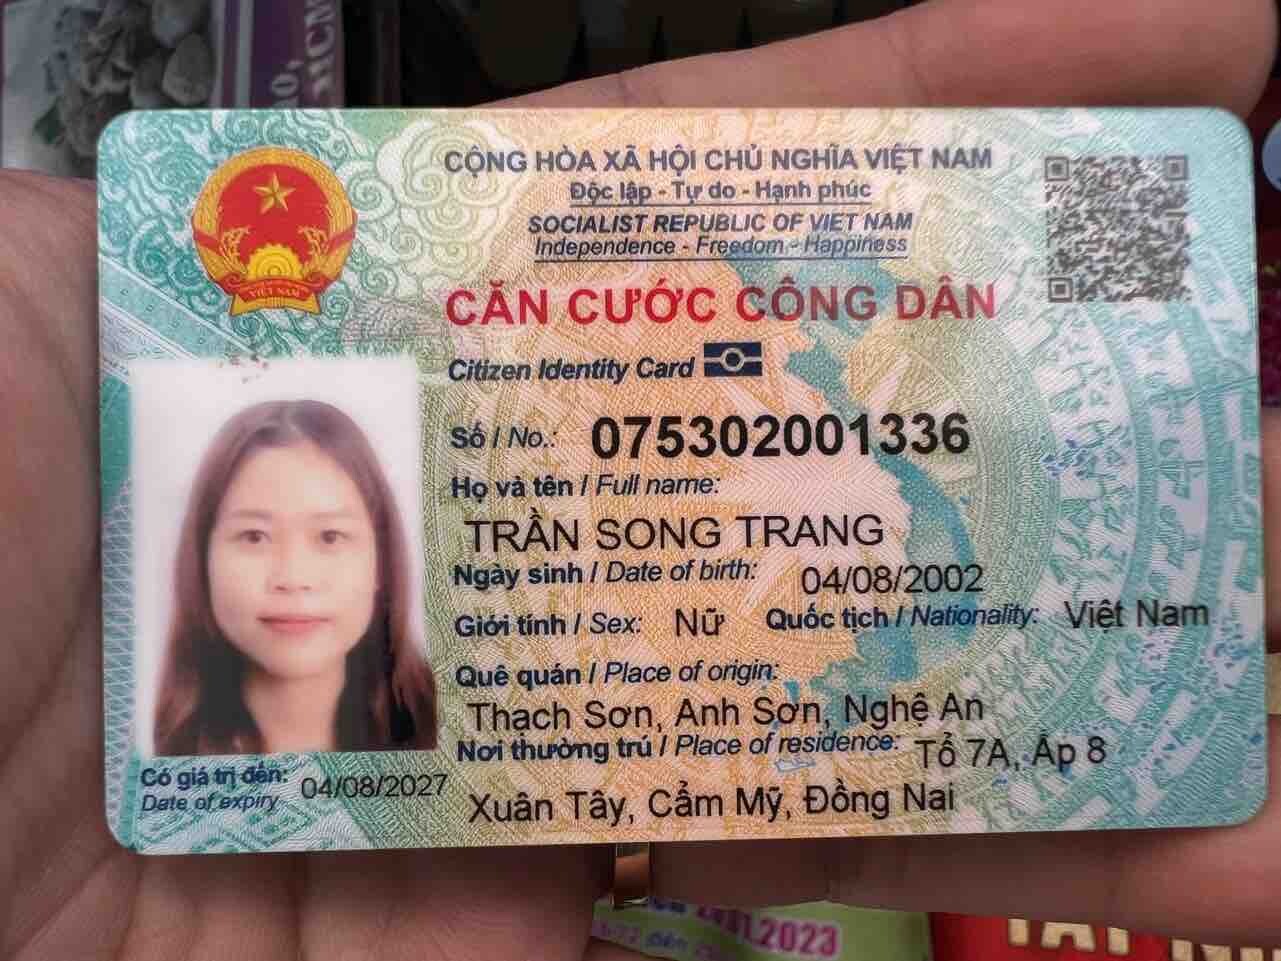 CỘNG HÒA XÃ HỘI CHỦ NGHĨA VIỆT NAM
Độc lập - Tự do - Hạnh phúc
SOCIALIST REPUBLIC OF VIET NAM
Independence - Freedom - Happiness
VIỆT NAM
CĂN CƯỚC CÔNG DÂN
Citizen Identity Card
Số / No.: 075302001336
Họ và tên / Full name:
TRẦN SONG TRANG
Ngày sinh / Date of birth: 04/08/2002
Giới tính / Sex: Nữ Quốc tịch / Nationality: Việt Nam
Quê quán / Place of origin:
Thạch Sơn, Anh Sơn, Nghệ An
Nơi thường trú / Place of residence: Tổ 7A, Ấp 8
Xuân Tây, Cẩm Mỹ, Đồng Nai
Có giá trị đến: 04/08/2027
Date of expiry